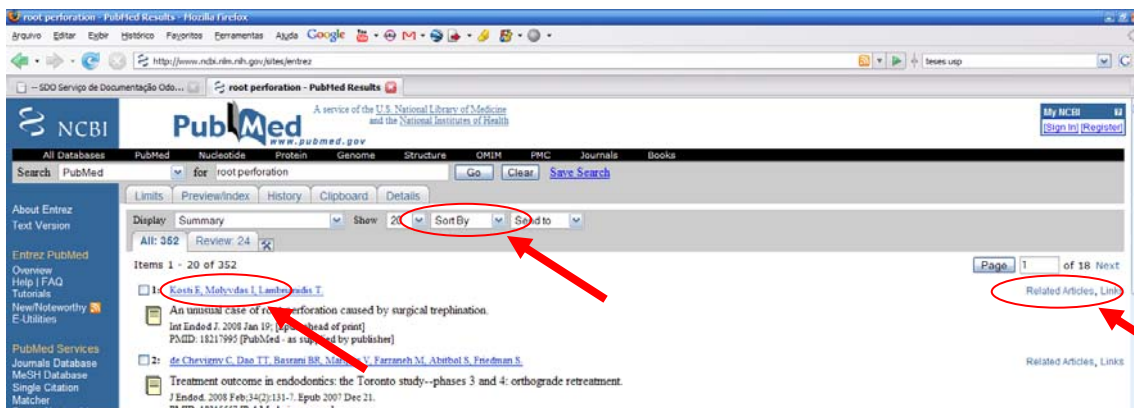 root perforation - PubMed Results - Mozilla Firefox
Arquivo Editar Exibir Histórico Favoritos Ferramentas Ajuda Google
http://www.ncbi.nlm.nih.gov/sites/entrez teses usp
-- SDO Serviço de Documentação Odo... root perforation - PubMed Results
NCBI
PubMed
www.pubmed.gov
A service of the U.S. National Library of Medicine
and the National Institutes of Health
My NCBI
[Sign In] [Register]
All Databases PubMed Nucleotide Protein Genome Structure OMIM PMC Journals Books
Search PubMed for root perforation Go Clear Save Search
Limits Preview/Index History Clipboard Details
About Entrez
Text Version
Display Summary Show 20 Sort By Send to
All: 352 Review: 24
Entrez PubMed
Overview
Help | FAQ
Tutorials
New/Noteworthy
E-Utilities
Items 1 - 20 of 352 Page 1 of 18 Next
1: Kosti E, Molyvdas I, Lambrianidis T. Related Articles, Links
An unusual case of root perforation caused by surgical trephination.
Int Endod J. 2008 Jan 19; ahead of print]
PMID: 18217995 [PubMed - as supplied by publisher]
PubMed Services
Journals Database
MeSH Database
Single Citation
Matcher
2: de Chevigny C, Dao TT, Basrani BR, V, Farzaneh M, Abitbol S, Friedman S. Related Articles, Links
Treatment outcome in endodontics: the Toronto study--phases 3 and 4: orthograde retreatment.
J Endod. 2008 Feb;34(2):131-7. Epub 2007 Dec 21.